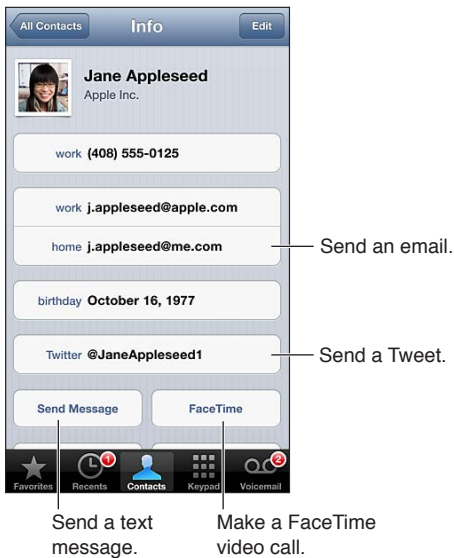 All Contacts Info Edit
Jane Appleseed
Apple Inc.
work (408) 555-0125
work j.appleseed@apple.com
home j.appleseed@me.com
Send an email.
birthday October 16, 1977
Twitter @JaneAppleseed1
Send a Tweet.
Send Message FaceTime
1 2
Favorites Recents Contacts Keypad Voicemail
Send a text
message.
Make a FaceTime
video call.